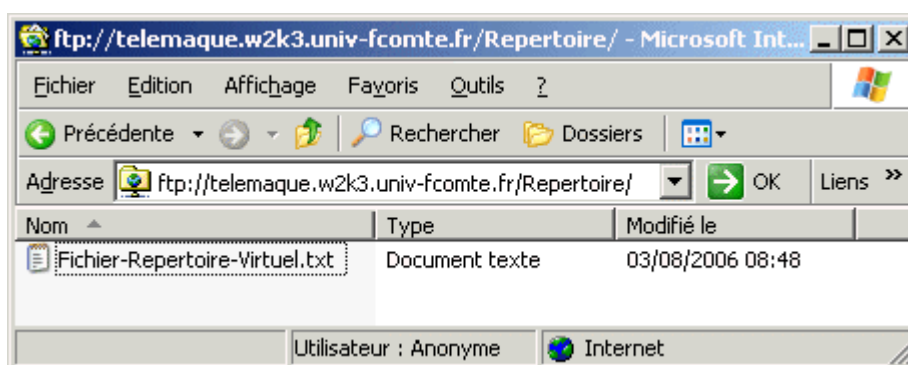 ftp://telemaque.w2k3.univ-fcomte.fr/Repertoire/ - Microsoft Int...
Fichier Edition Affichage Favoris Outils ?
Précédente Rechercher Dossiers
Adresse ftp://telemaque.w2k3.univ-fcomte.fr/Repertoire/ OK Liens »
Nom Type Modifié le
Fichier-Repertoire-Virtuel.txt Document texte 03/08/2006 08:48
Utilisateur : Anonyme Internet